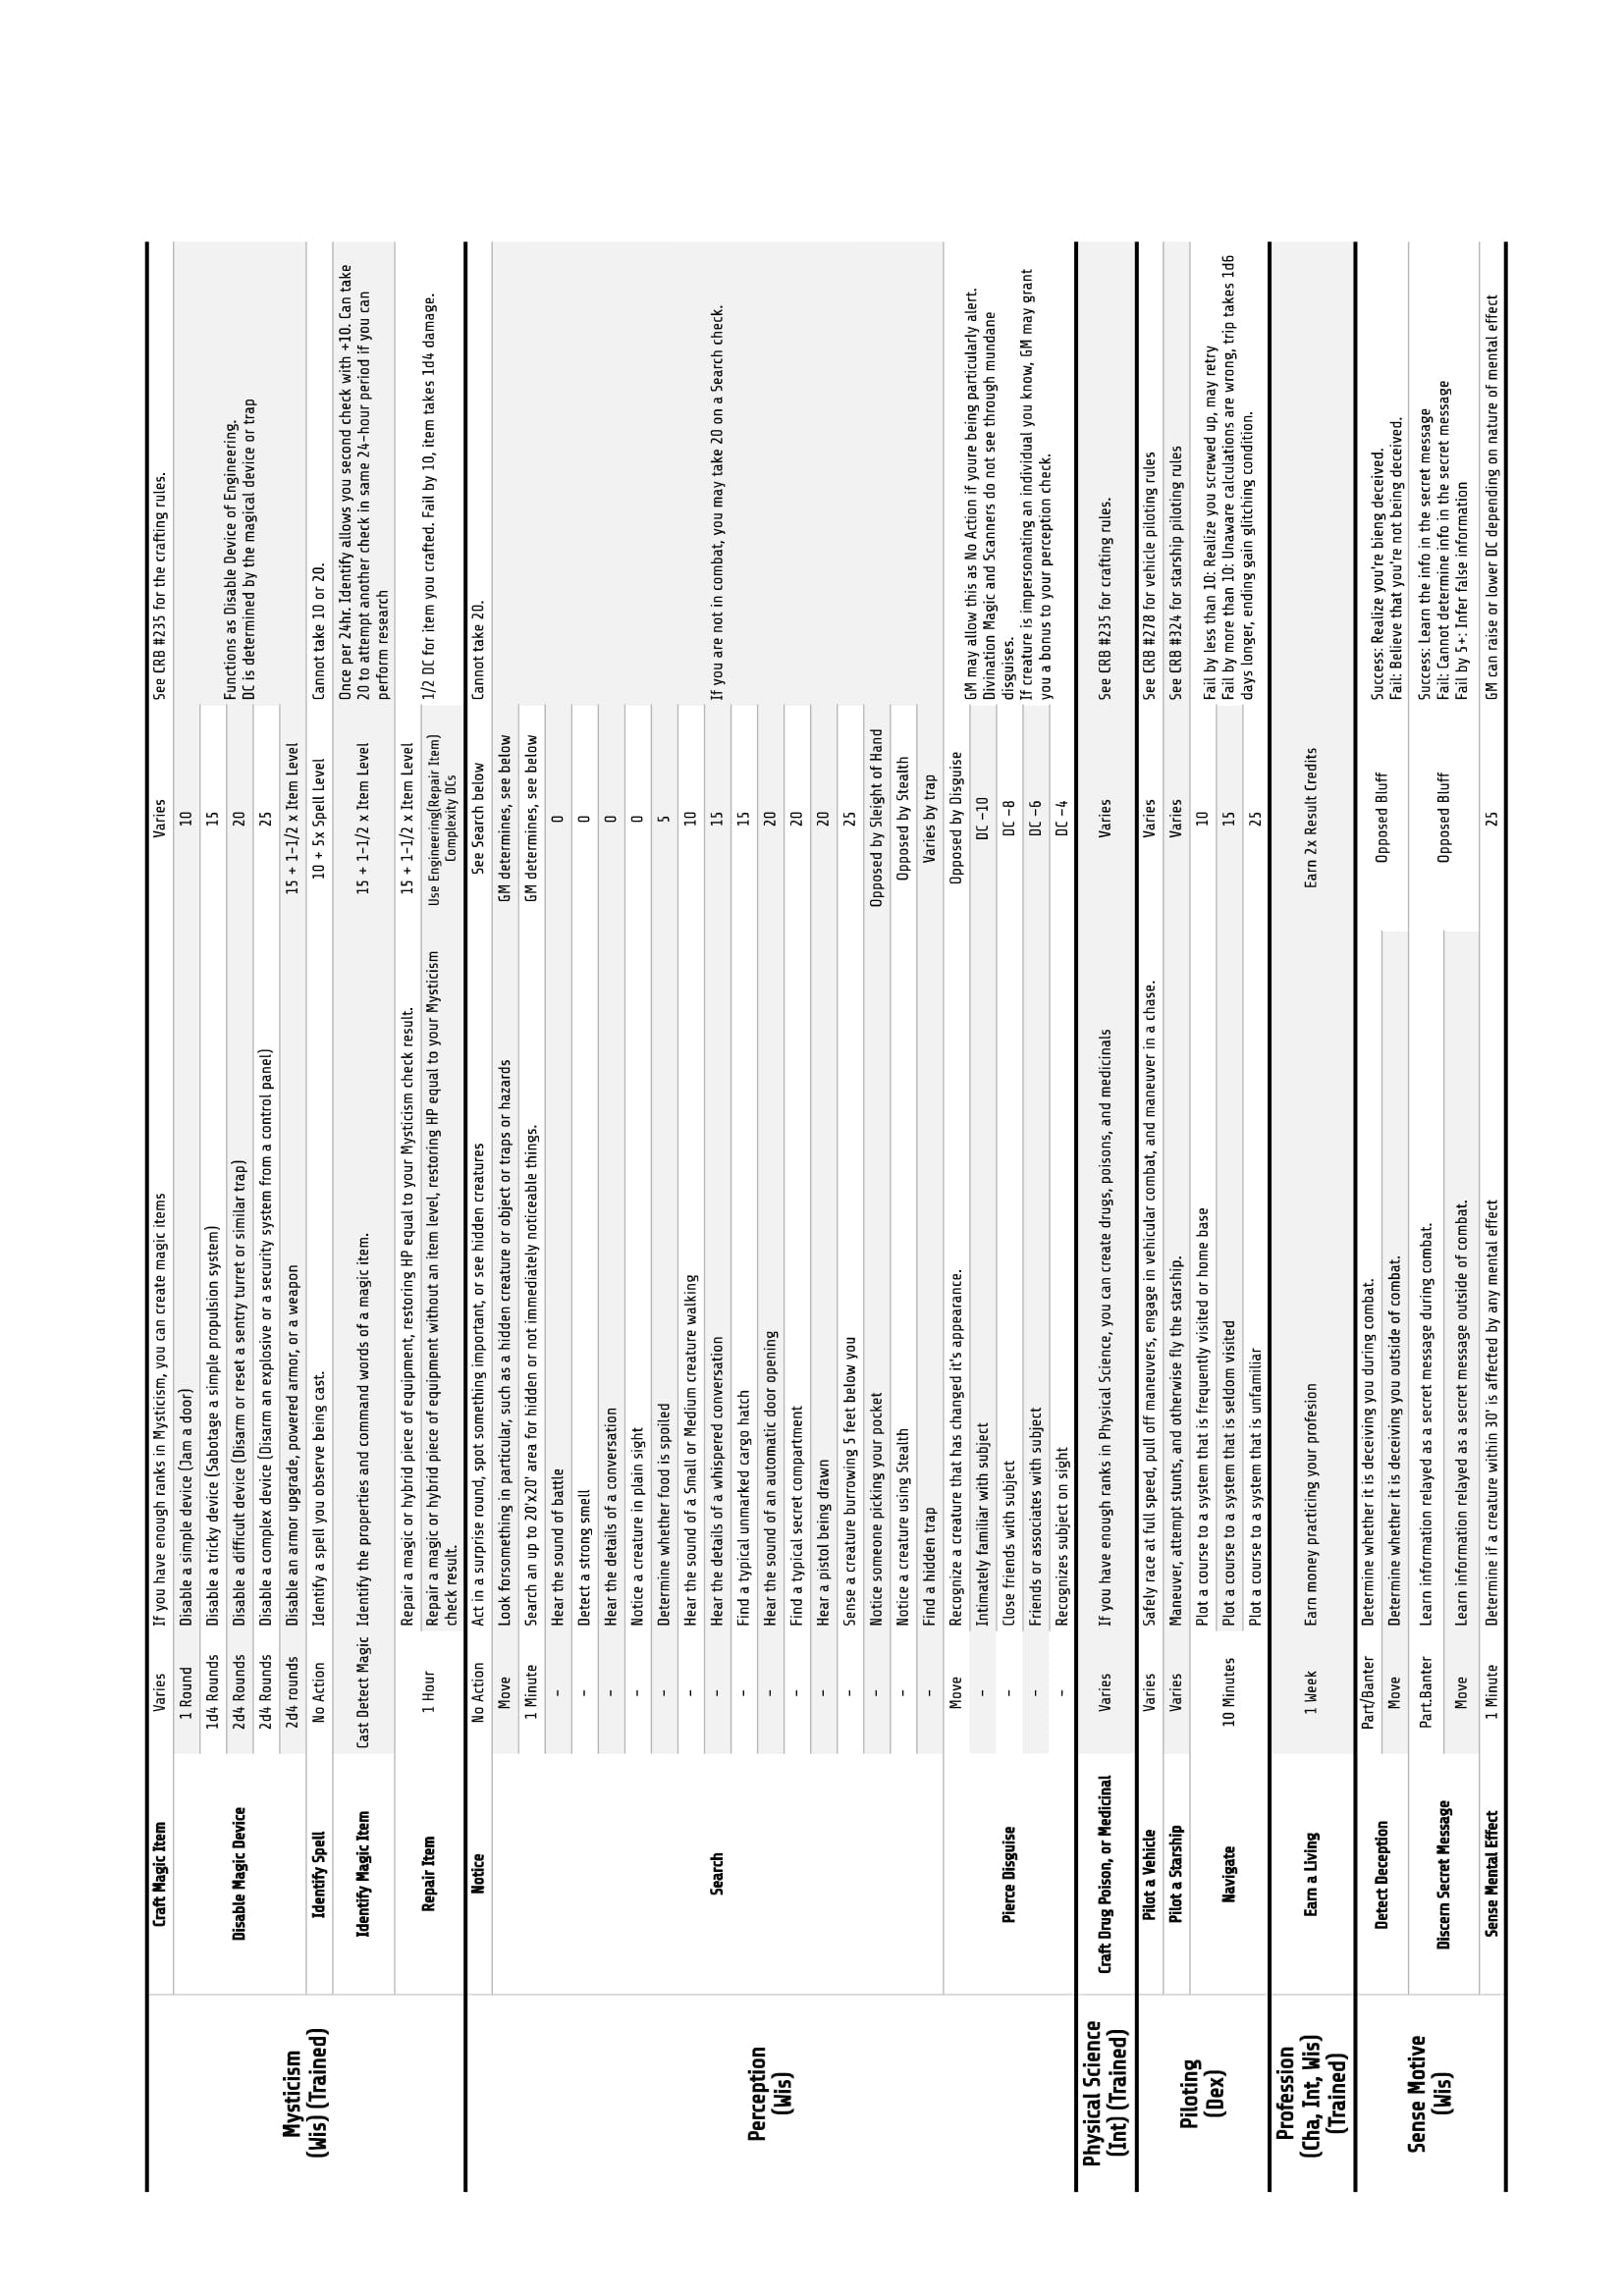 Mysticism
(Wis) (Trained)
Craft Magic Item Varies If you have enough ranks in Mysticism, you can create magic items Varies See CRB #235 for the crafting rules.
Disable Magic Device
1 Round Disable a simple device (Jam a door) 10
1d4 Rounds Disable a tricky device (Sabotage a simple propulsion system) 15
2d4 Rounds Disable a difficult device (Disarm or reset a sentry turret or similar trap) 20
2d4 Rounds Disable a complex device (Disarm an explosive or a security system from a control panel) 25
2d4 rounds Disable an armor upgrade, powered armor, or a weapon 15 + 1-1/2 x Item Level
Functions as Disable Device of Engineering.
DC is determined by the magical device or trap
Identify Spell No Action Identify a spell you observe being cast. 10 + 5x Spell Level Cannot take 10 or 20.
Identify Magic Item Cast Detect Magic Identify the properties and command words of a magic item. 15 + 1-1/2 x Item Level
Once per 24hr. Identify allows you second check with +10. Can take
20 to attempt another check in same 24-hour period if you can
perform research
Repair Item 1 Hour
Repair a magic or hybrid piece of equipment, restoring HP equal to your Mysticism check result. 15 + 1-1/2 x Item Level
Repair a magic or hybrid piece of equipment without an item level, restoring HP equal to your Mysticism
check result.
Use Engineering(Repair Item)
Complexity DCs
1/2 DC for item you crafted. Fail by 10, item takes 1d4 damage.
Perception
(Wis)
Notice No Action Act in a surprise round, spot something important, or see hidden creatures See Search below Cannot take 20.
Search
Move Look forsomething in particular, such as a hidden creature or object or traps or hazards GM determines, see below
1 Minute Search an up to 20'x20' area for hidden or not immediately noticeable things. GM determines, see below
- Hear the sound of battle 0
- Detect a strong smell 0
- Hear the details of a conversation 0
- Notice a creature in plain sight 0
- Determine whether food is spoiled 5
- Hear the sound of a Small or Medium creature walking 10
- Hear the details of a whispered conversation 15
- Find a typical unmarked cargo hatch 15
- Hear the sound of an automatic door opening 20
- Find a typical secret compartment 20
- Hear a pistol being drawn 20
- Sense a creature burrowing 5 feet below you 25
- Notice someone picking your pocket Opposed by Sleight of Hand
- Notice a creature using Stealth Opposed by Stealth
- Find a hidden trap Varies by trap
If you are not in combat, you may take 20 on a Search check.
Pierce Disguise
Move Recognize a creature that has changed it's appearance. Opposed by Disguise
- Intimately familiar with subject DC -10
- Close friends with subject DC -8
- Friends or associates with subject DC -6
- Recognizes subject on sight DC -4
GM may allow this as No Action if youre being particularly alert.
Divination Magic and Scanners do not see through mundane
disguises.
If creature is impersonating an individual you know, GM may grant
you a bonus to your perception check.
Physical Science
(Int) (Trained)
Craft Drug Poison, or Medicinal Varies If you have enough ranks in Physical Science, you can create drugs, poisons, and medicinals Varies See CRB #235 for crafting rules.
Piloting
(Dex)
Pilot a Vehicle Varies Safely race at full speed, pull off maneuvers, engage in vehicular combat, and maneuver in a chase. Varies See CRB #278 for vehicle piloting rules
Pilot a Starship Varies Maneuver, attempt stunts, and otherwise fly the starship. Varies See CRB #324 for starship piloting rules
Navigate 10 Minutes
Plot a course to a system that is frequently visited or home base 10
Plot a course to a system that is seldom visited 15
Plot a course to a system that is unfamiliar 25
Fail by less than 10: Realize you screwed up, may retry
Fail by more than 10: Unaware calculations are wrong, trip takes 1d6
days longer, ending gain glitching condition.
Profession
(Cha, Int, Wis)
(Trained)
Earn a Living 1 Week Earn money practicing your profesion Earn 2x Result Credits
Sense Motive
(Wis)
Detect Deception
Part/Banter Determine whether it is deceiving you during combat.
Move Determine whether it is deceiving you outside of combat.
Opposed Bluff
Success: Realize you're bieng deceived.
Fail: Believe that you're not being deceived.
Discern Secret Message
Part.Banter Learn information relayed as a secret message during combat.
Move Learn information relayed as a secret message outside of combat.
Opposed Bluff
Success: Learn the info in the secret message
Fail: Cannot determine info in the secret message
Fail by 5+: Infer false information
Sense Mental Effect 1 Minute Determine if a creature within 30' is affected by any mental effect 25 GM can raise or lower DC depending on nature of mental effect